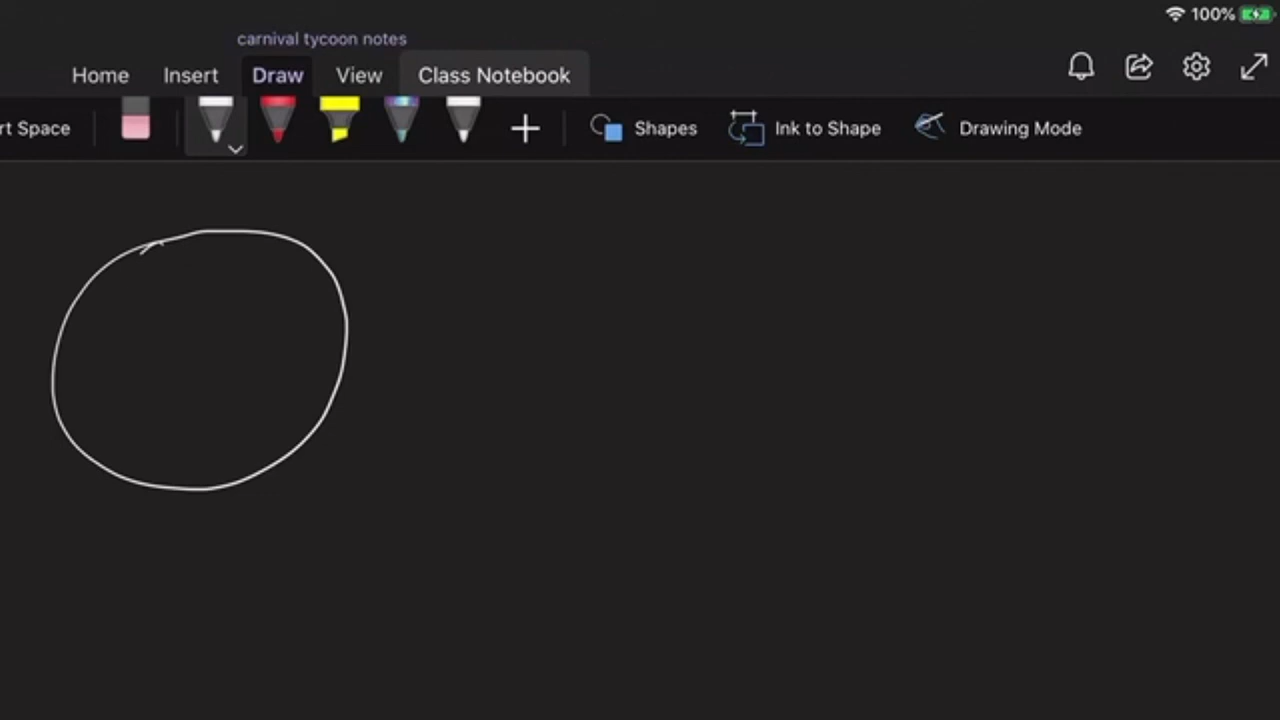 100%
carnival tycoon notes
Home Insert Draw View Class Notebook
rt Space Shapes Ink to Shape Drawing Mode